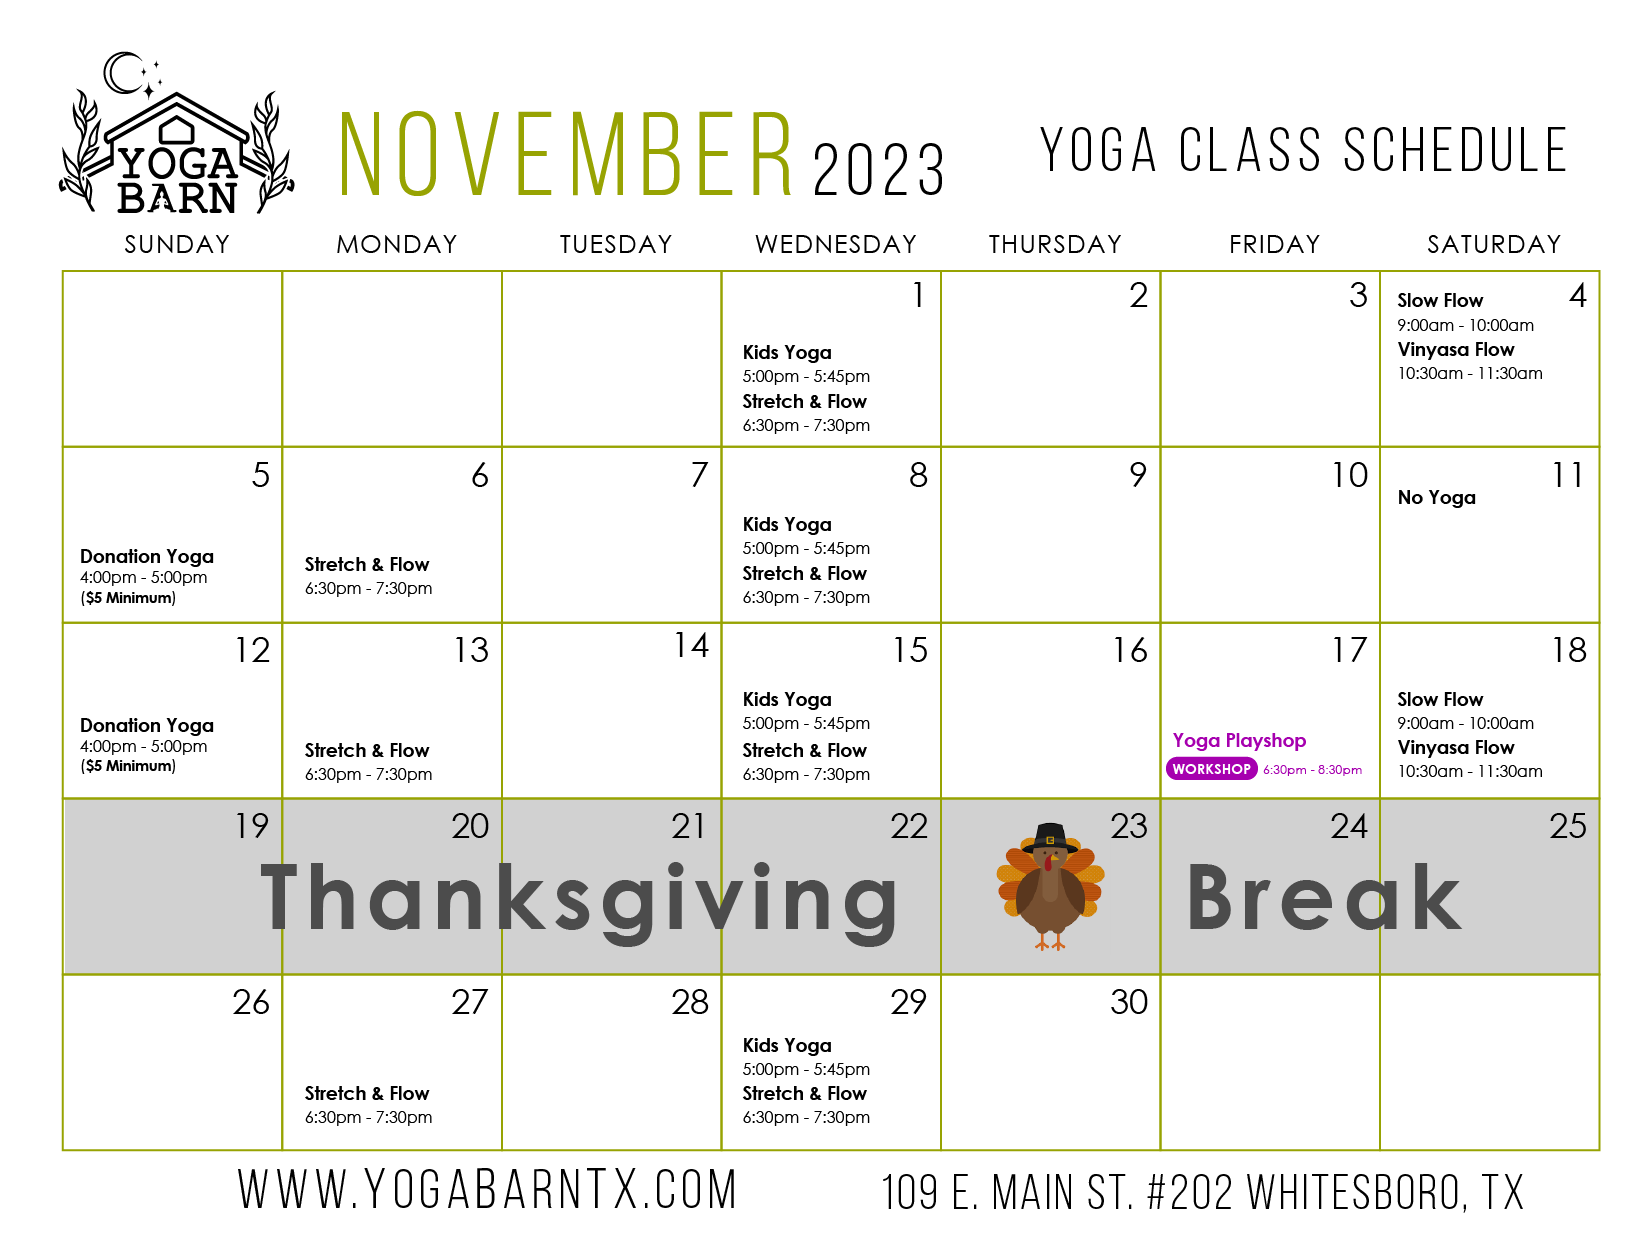 YOGA
BARN
NOVEMBER 2023
YOGA CLASS SCHEDULE
SUNDAY MONDAY TUESDAY WEDNESDAY THURSDAY FRIDAY SATURDAY
1
Kids Yoga
5:00pm - 5:45pm
Stretch & Flow
6:30pm - 7:30pm
2
3
4
Slow Flow
9:00am - 10:00am
Vinyasa Flow
10:30am - 11:30am
5
Donation Yoga
4:00pm - 5:00pm
($5 Minimum)
6
Stretch & Flow
6:30pm - 7:30pm
7
8
Kids Yoga
5:00pm - 5:45pm
Stretch & Flow
6:30pm - 7:30pm
9
10
11
No Yoga
12
Donation Yoga
4:00pm - 5:00pm
($5 Minimum)
13
Stretch & Flow
6:30pm - 7:30pm
14
15
Kids Yoga
5:00pm - 5:45pm
Stretch & Flow
6:30pm - 7:30pm
16
17
Yoga Playshop
WORKSHOP 6:30pm - 8:30pm
18
Slow Flow
9:00am - 10:00am
Vinyasa Flow
10:30am - 11:30am
19 20 21 22 23 24 25
Thanksgiving Break
26
27
Stretch & Flow
6:30pm - 7:30pm
28
29
Kids Yoga
5:00pm - 5:45pm
Stretch & Flow
6:30pm - 7:30pm
30
WWW.YOGABARNTX.COM
109 E. MAIN ST. #202 WHITESBORO, TX